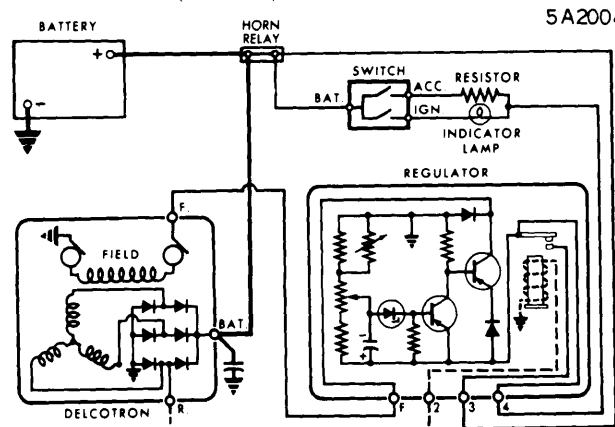 5A200
BATTERY
HORN
RELAY
+
-
SWITCH
BAT.
ACC.
IGN
RESISTOR
INDICATOR
LAMP
REGULATOR
F.
FIELD
BAT.
DELCOTRON
R.
- +
F 2 3 4